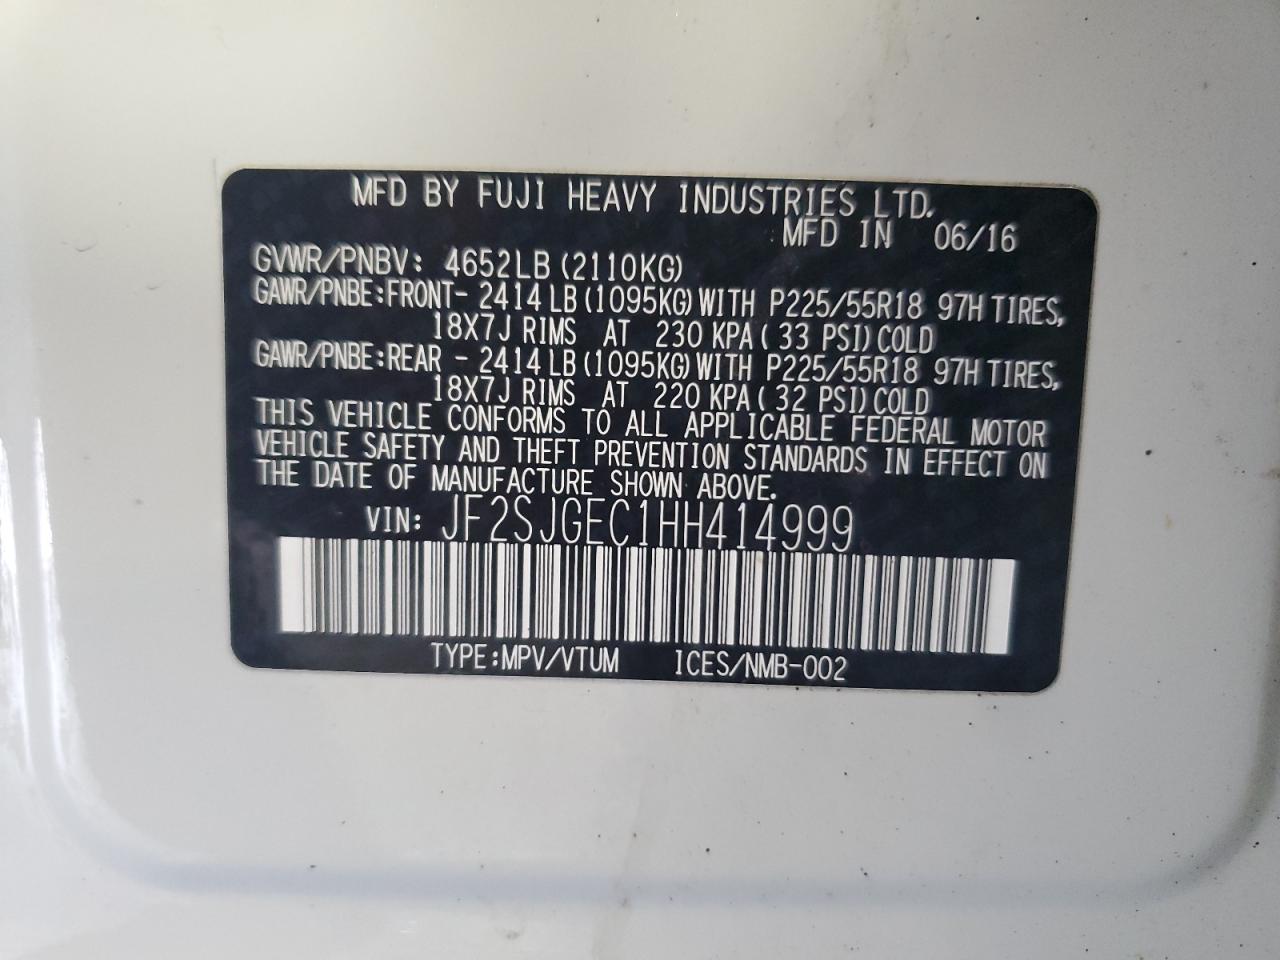 MFD BY FUJI HEAVY INDUSTRIES LTD.
MFD IN 06/16
GVWR/PNBV: 4652LB (2110KG)
GAWR/PNBE:FRONT- 2414LB (1095KG) WITH P225/55R18 97H TIRES,
18X7J RIMS AT 230 KPA ( 33 PSI) COLD
GAWR/PNBE:REAR - 2414LB (1095KG) WITH P225/55R18 97H TIRES,
18X7J RIMS AT 220 KPA ( 32 PSI) COLD
THIS VEHICLE CONFORMS TO ALL APPLICABLE FEDERAL MOTOR
VEHICLE SAFETY AND THEFT PREVENTION STANDARDS IN EFFECT ON
THE DATE OF MANUFACTURE SHOWN ABOVE.
VIN: JF2SJGEC1HH414999
TYPE:MPV/VTUM ICES/NMB-002